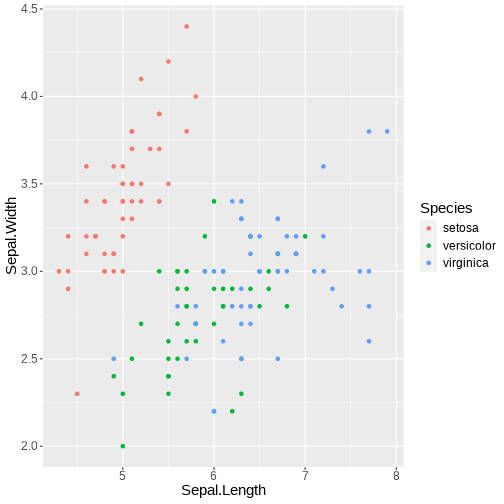 4.5
4.0
3.5
3.0
2.5
2.0
Sepal.Width
5 6 7 8
Sepal.Length
Species
setosa
versicolor
virginica